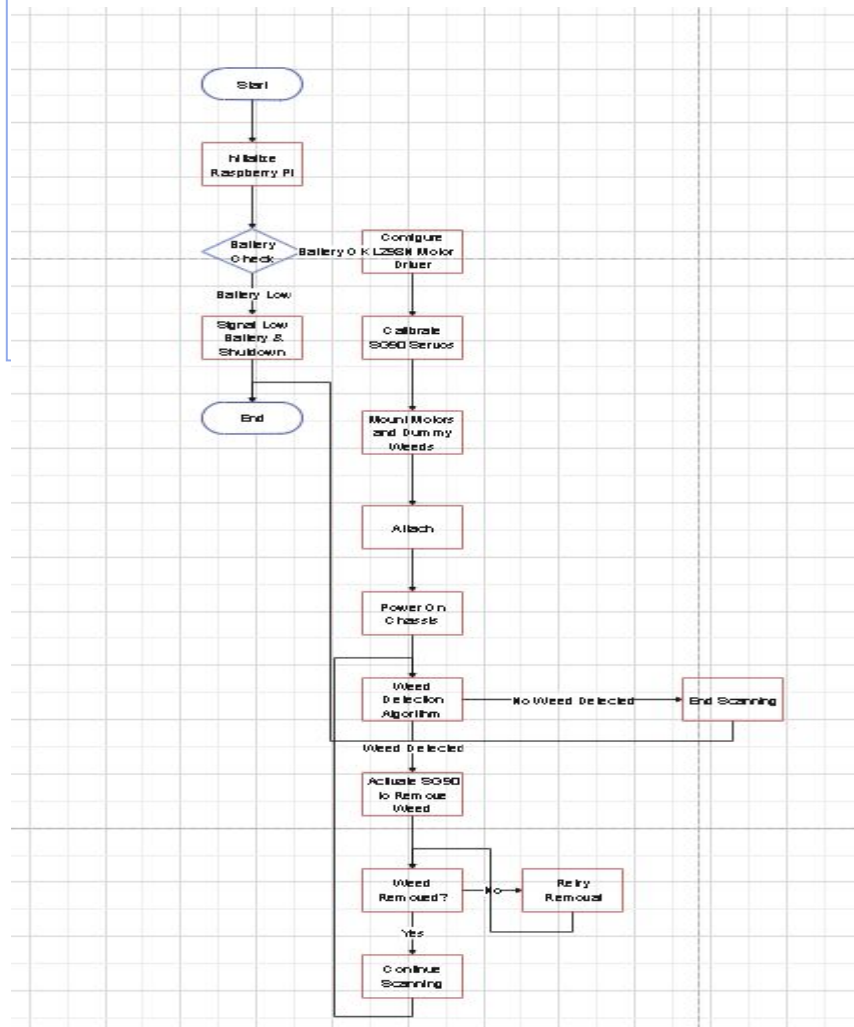 Start
Initialize
Raspberry Pi
Battery
Check
Battery OK
Configure
L298N Motor
Driver
Battery Low
Signal Low
Battery &
Shutdown
Calibrate
SG90 Servos
End
Mount Motors
and Dummy
Weeds
Attach
Power On
Chassis
Weed
Detection
Algorithm
No Weed Detected
End Scanning
Weed Detected
Actuate SG90
to Remove
Weed
Weed
Removed?
No
Retry
Removal
Yes
Continue
Scanning